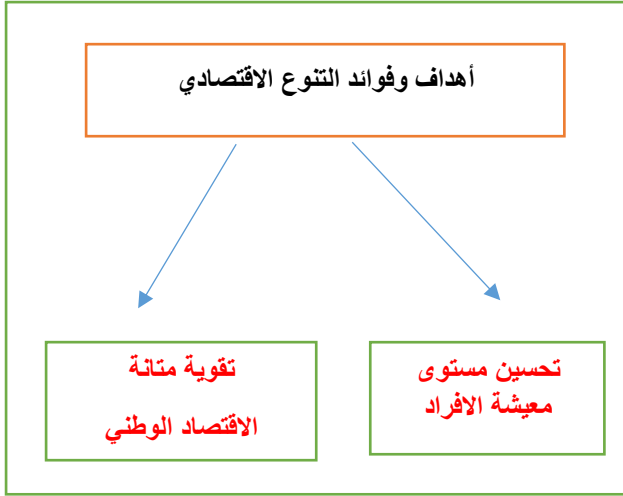 أهداف وفوائد التنوع الاقتصادي
تحسين مستوى
معيشة الافراد
تقوية متانة
الاقتصاد الوطني